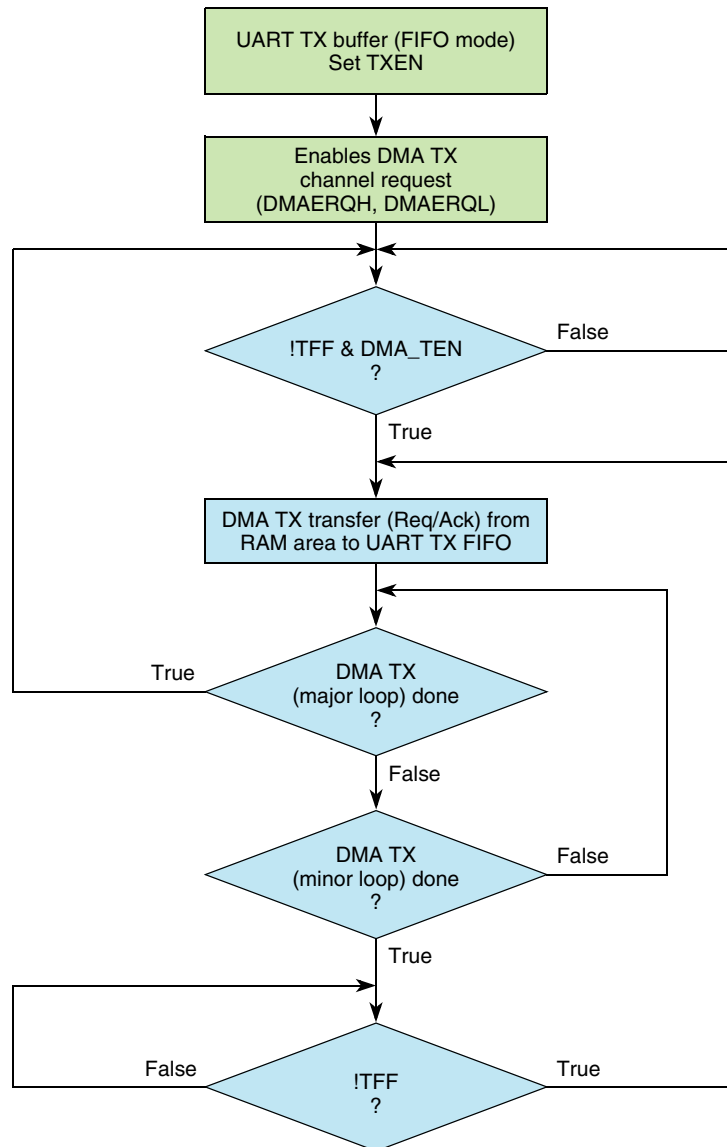 UART TX buffer (FIFO mode)
Set TXEN
Enables DMA TX
channel request
(DMAERQH, DMAERQL)
!TFF & DMA_TEN
?
False
True
DMA TX transfer (Req/Ack) from
RAM area to UART TX FIFO
True
DMA TX
(major loop) done
?
False
DMA TX
(minor loop) done
?
False
True
False
!TFF
?
True